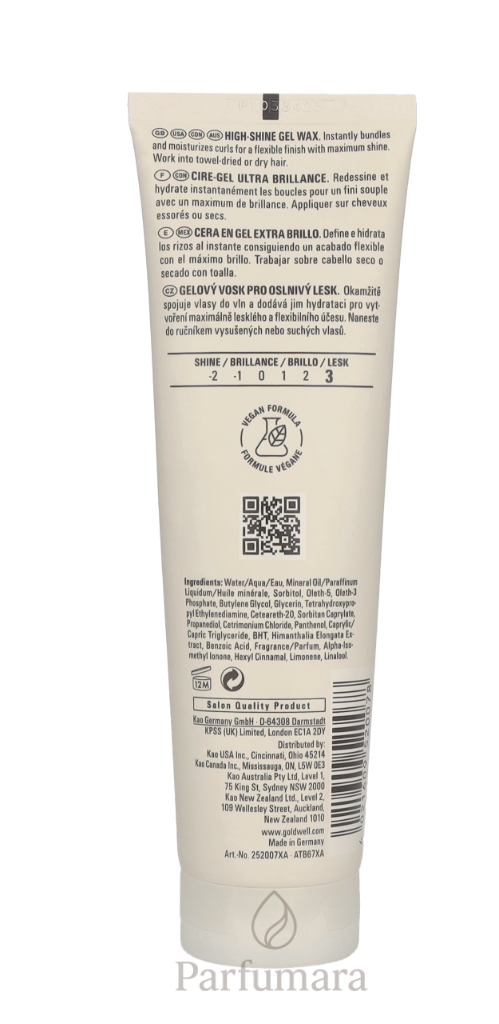 GB USA CDN AUS HIGH-SHINE GEL WAX. Instantly bundles
and moisturizes curls for a flexible finish with maximum shine.
Work into towel-dried or dry hair.
F CDN CIRE-GEL ULTRA BRILLANCE. Redessine et
hydrate instantanément les boucles pour un fini souple
avec un maximum de brillance. Appliquer sur cheveux
essorés ou secs.
E MEX CERA EN GEL EXTRA BRILLO. Define e hidrata
los rizos al instante consiguiendo un acabado flexible
con el máximo brillo. Trabajar sobre cabello seco o
secado con toalla.
CZ GELOVÝ VOSK PRO OSLNIVÝ LESK. Okamžitě
spojuje vlasy do vln a dodává jim hydrataci pro vyt-
voření maximálně lesklého a flexibilního účesu. Naneste
do ručníkem vysušených nebo suchých vlasů.
SHINE / BRILLANCE / BRILLO / LESK
-2 -1 0 1 2 3
VEGAN FORMULA
FORMULE VÉGANE
Ingredients: Water/Aqua/Eau, Mineral Oil/Paraffinum
Liquidum/Huile minérale, Sorbitol, Oleth-5, Oleth-3
Phosphate, Butylene Glycol, Glycerin, Tetrahydroxypro-
pyl Ethylenediamine, Ceteareth-20, Sorbitan Caprylate,
Propanediol, Cetrimonium Chloride, Panthenol, Caprylic/
Capric Triglyceride, BHT, Himanthalia Elongata Ex-
tract, Benzoic Acid, Fragrance/Parfum, Alpha-Iso-
methyl Ionone, Hexyl Cinnamal, Limonene, Linalool.
12M
Salon Quality Product
Kao Germany GmbH · D-64308 Darmstadt
KPSS (UK) Limited, London EC1A 2DY
Distributed by:
Kao USA Inc., Cincinnati, Ohio 45214
Kao Canada Inc., Mississauga, ON, L5W 0E3
Kao Australia Pty Ltd, Level 1,
75 King St, Sydney NSW 2000
Kao New Zealand Ltd., Level 2,
109 Wellesley Street, Auckland,
New Zealand 1010
www.goldwell.com
Made in Germany
Art.-No. 252007XA · ATB67XA
Parfumara